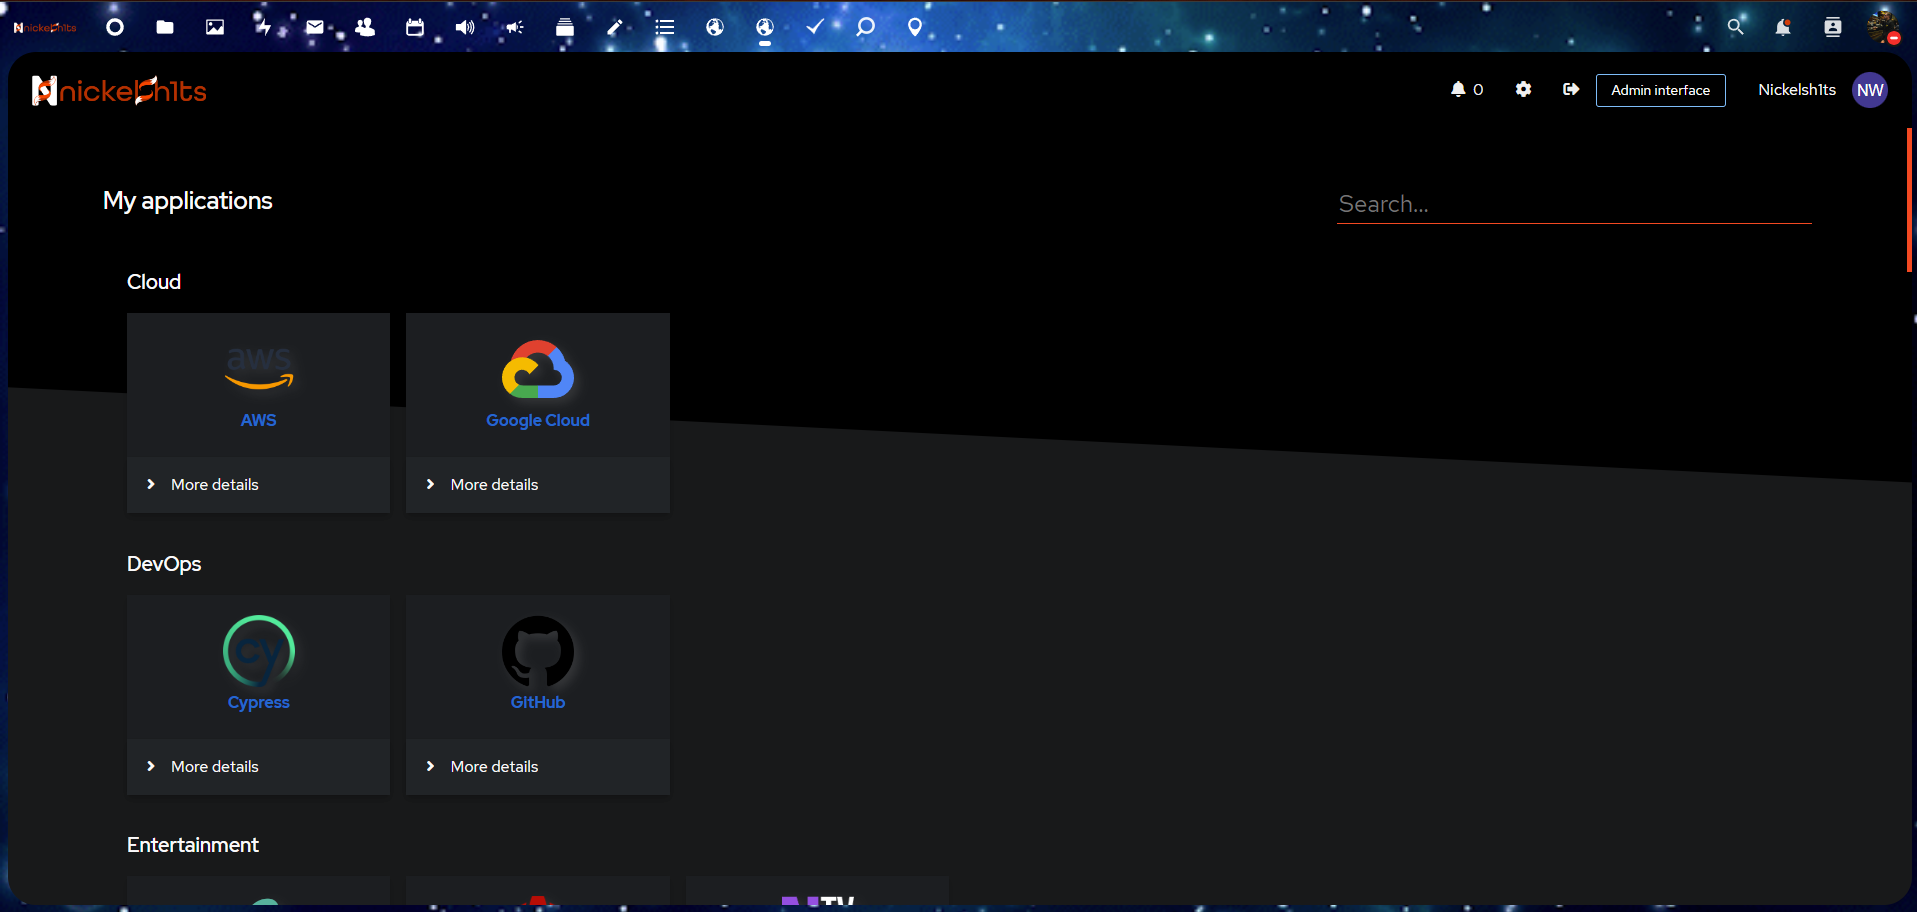 nickelsh1ts
nickelsh1ts
0
Admin interface
Nickelsh1ts
NW
My applications
Search...
Cloud
aws
AWS
Google Cloud
More details
More details
DevOps
cy
Cypress
GitHub
More details
More details
Entertainment
TV